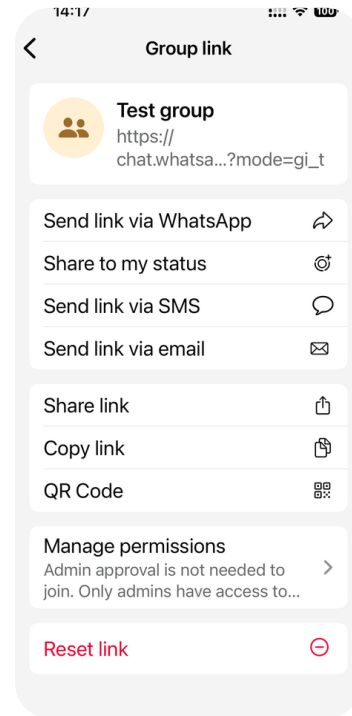 14:17
100
Group link
Test group
https://
chat.whatsa...?mode=gi_t
Send link via WhatsApp
Share to my status
Send link via SMS
Send link via email
Share link
Copy link
QR Code
Manage permissions
Admin approval is not needed to
join. Only admins have access to...
Reset link